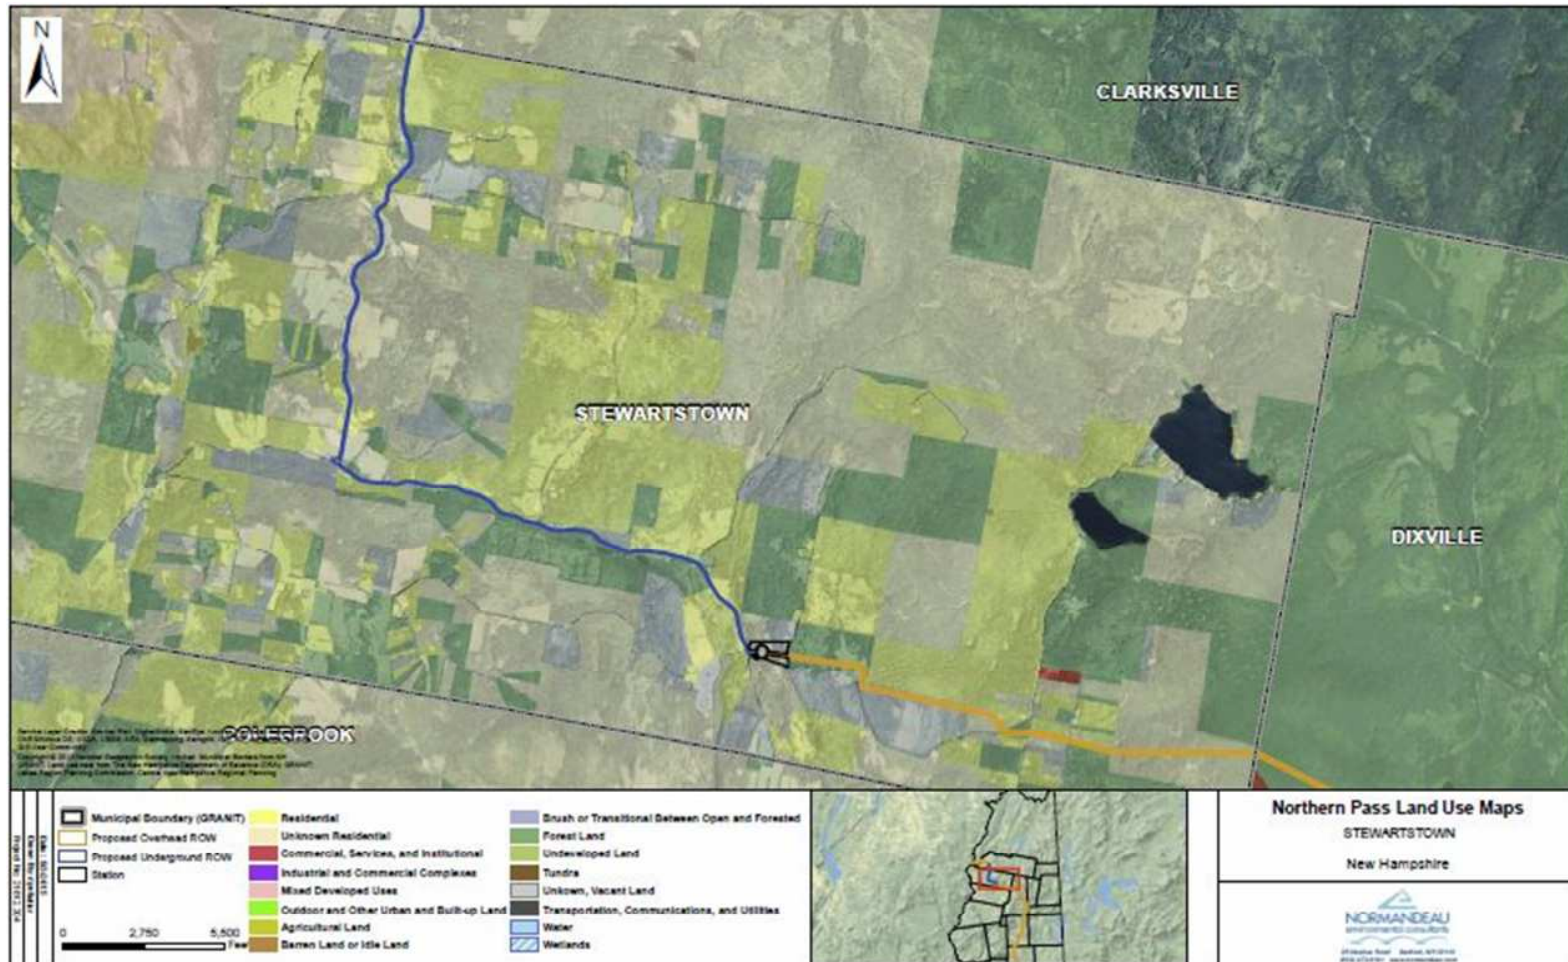 N
CLARKSVILLE
STEWARTSTOWN
DIXVILLE
COLEBROOK
Municipal Boundary (GRANIT)
Proposed Overhead ROW
Proposed Underground ROW
Station
0 2,750 5,500
Feet
Residential
Unknown Residential
Commercial, Services, and Institutional
Industrial and Commercial Complexes
Mixed Developed Uses
Outdoor and Other Urban and Built-up Land
Agricultural Land
Barren Land or Idle Land
Brush or Transitional Between Open and Forested
Forest Land
Undeveloped Land
Tundra
Unkown, Vacant Land
Transportation, Communications, and Utilities
Water
Wetlands
Northern Pass Land Use Maps
STEWARTSTOWN
New Hampshire
NORMANDEAU
environmental consultants